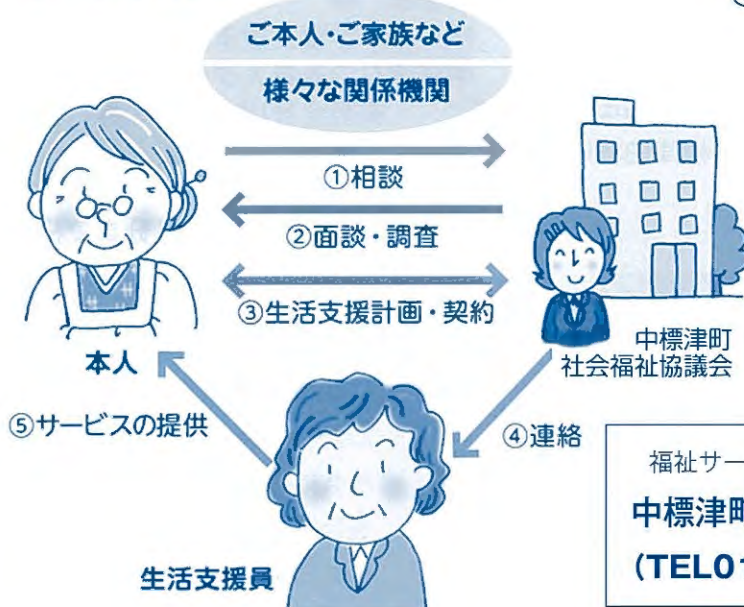 ご本人・ご家族など
様々な関係機関
①相談
②面談・調査
③生活支援計画・契約
中標津町
社会福祉協議会
本人
⑤サービスの提供
④連絡
生活支援員
福祉サー
中標津町
(TEL01